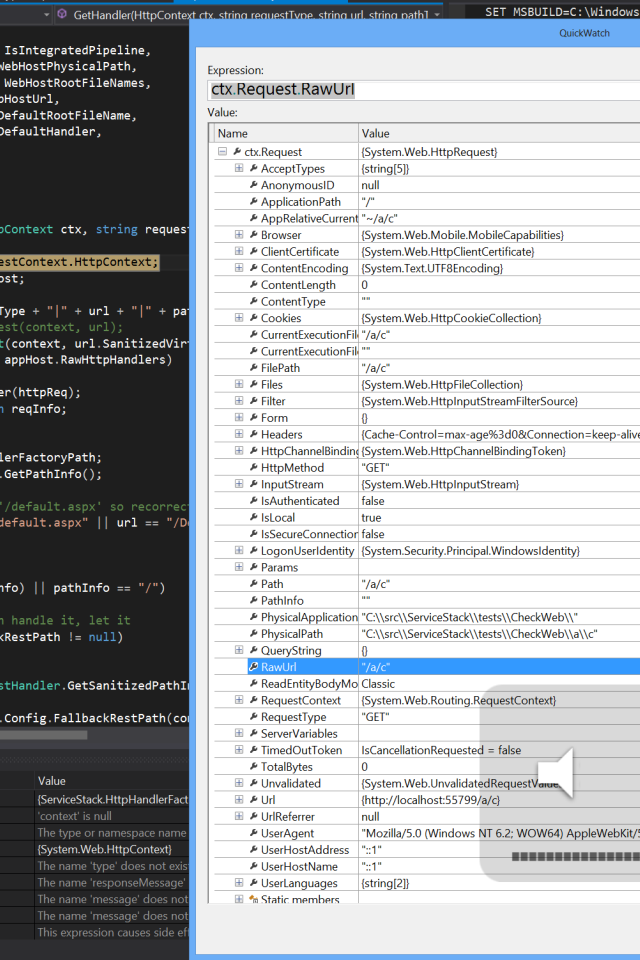 GetHandler(HttpContext ctx, string requestType, string url, string path]
SET MSBUILD=C:\Windows
QuickWatch
IsIntegratedPipeline,
WebHostPhysicalPath,
WebHostRootFileNames,
bHostUrl,
DefaultRootFileName,
DefaultHandler,
pContext ctx, string reques
estContext.HttpContext;
ost;
Type + "|" + url + "|" + pa
est(context, url);
t(context, url.SanitizedVir
appHost.RawHttpHandlers)
er(httpReq);
n reqInfo;
lerFactoryPath;
.GetPathInfo();
'/default.aspx' so recorrec
default.aspx" || url == "/De
nfo) || pathInfo == "/")
n handle it, let it
kRestPath != null)
stHandler.GetSanitizedPathI
.Config.FallbackRestPath(co
Value
{ServiceStack.HttpHandlerFact
'context' is null
The type or namespace name
{System.Web.HttpContext}
The name 'type' does not exis
The name 'responseMessage'
The name 'message' does not
The name 'message' does not
This expression causes side eff
Expression:
ctx.Request.RawUrl
Value:
Name Value
ctx.Request {System.Web.HttpRequest}
AcceptTypes {string[5]}
AnonymousID null
ApplicationPath "/"
AppRelativeCurrent "~/a/c"
Browser {System.Web.Mobile.MobileCapabilities}
ClientCertificate {System.Web.HttpClientCertificate}
ContentEncoding {System.Text.UTF8Encoding}
ContentLength 0
ContentType ""
Cookies {System.Web.HttpCookieCollection}
CurrentExecutionFil "/a/c"
CurrentExecutionFil ""
FilePath "/a/c"
Files {System.Web.HttpFileCollection}
Filter {System.Web.HttpInputStreamFilterSource}
Form {}
Headers {Cache-Control=max-age%3d0&Connection=keep-alive
HttpChannelBinding {System.Web.HttpChannelBindingToken}
HttpMethod "GET"
InputStream {System.Web.HttpInputStream}
IsAuthenticated false
IsLocal true
IsSecureConnection false
LogonUserIdentity {System.Security.Principal.WindowsIdentity}
Params
Path "/a/c"
PathInfo ""
PhysicalApplication "C:\\src\\ServiceStack\\tests\\CheckWeb\\"
PhysicalPath "C:\\src\\ServiceStack\\tests\\CheckWeb\\a\\c"
QueryString {}
RawUrl "/a/c"
ReadEntityBodyMo Classic
RequestContext {System.Web.Routing.RequestContext}
RequestType "GET"
ServerVariables
TimedOutToken IsCancellationRequested = false
TotalBytes 0
Unvalidated {System.Web.UnvalidatedRequestValue
Url {http://localhost:55799/a/c}
UrlReferrer null
UserAgent "Mozilla/5.0 (Windows NT 6.2; WOW64) AppleWebKit/5
UserHostAddress "::1"
UserHostName "::1"
UserLanguages {string[2]}
Static members